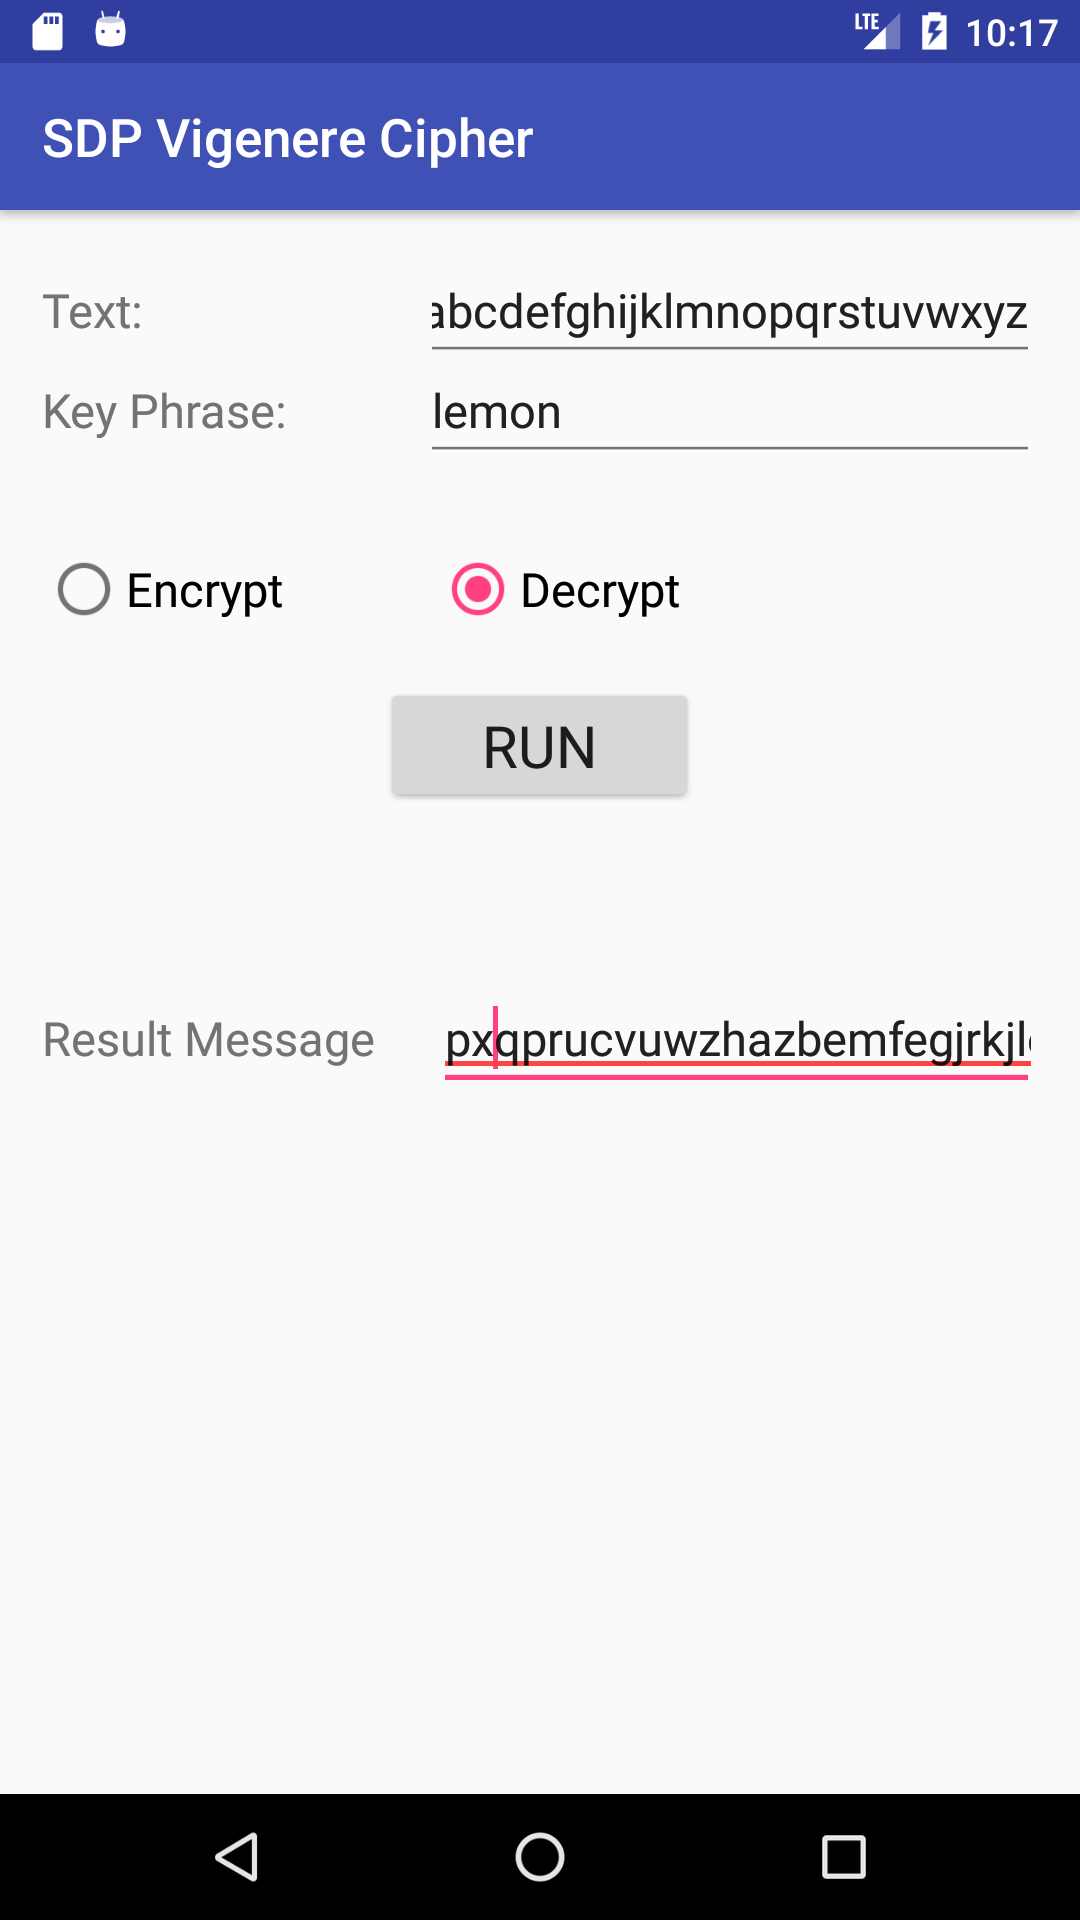 LTE 10:17
SDP Vigenere Cipher
Text: abcdefghijklmnopqrstuvwxyz
Key Phrase: lemon
Encrypt Decrypt
RUN
Result Message pxqprucvuwzhazbemfegjrkjl